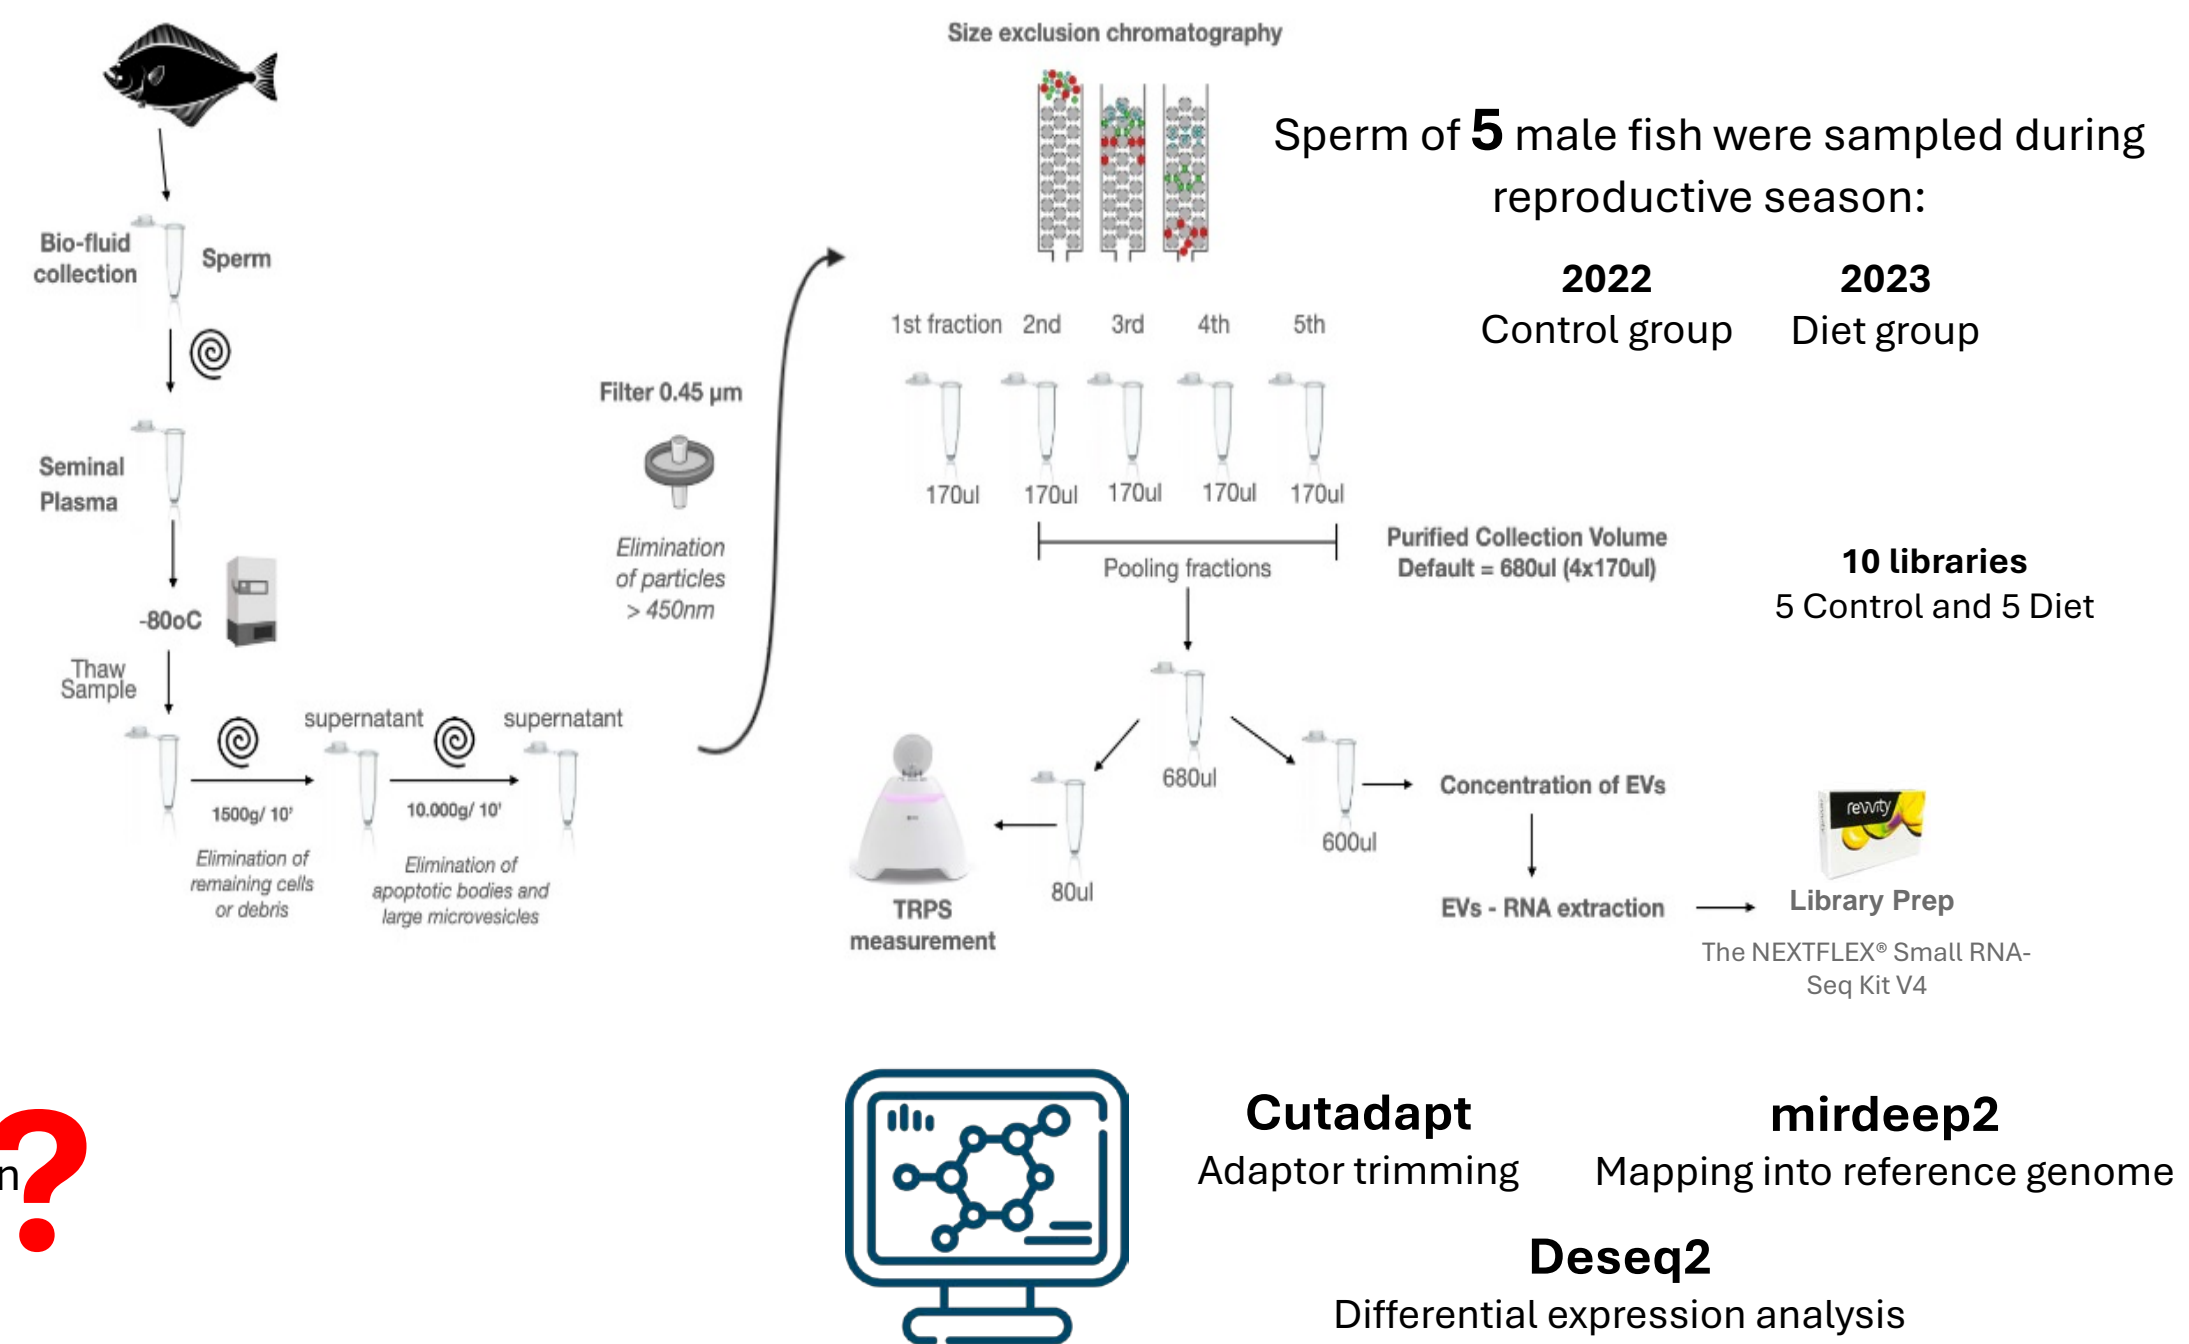 Size exclusion chromatography
Sperm of 5 male fish were sampled during
reproductive season:
2022
Control group
2023
Diet group
Bio-fluid
collection
Sperm
Seminal
Plasma
-80oC
Thaw
Sample
supernatant
supernatant
1500g/ 10'
10.000g/ 10'
Elimination of
remaining cells
or debris
Elimination of
apoptotic bodies and
large microvesicles
Filter 0.45 µm
Elimination
of particles
> 450nm
1st fraction 2nd 3rd 4th 5th
170ul 170ul 170ul 170ul 170ul
Pooling fractions
Purified Collection Volume
Default = 680ul (4x170ul)
10 libraries
5 Control and 5 Diet
680ul
80ul
600ul
TRPS
measurement
Concentration of EVs
EVs - RNA extraction
revvity
Library Prep
The NEXTFLEX® Small RNA-
Seq Kit V4
n
?
Cutadapt
Adaptor trimming
mirdeep2
Mapping into reference genome
Deseq2
Differential expression analysis